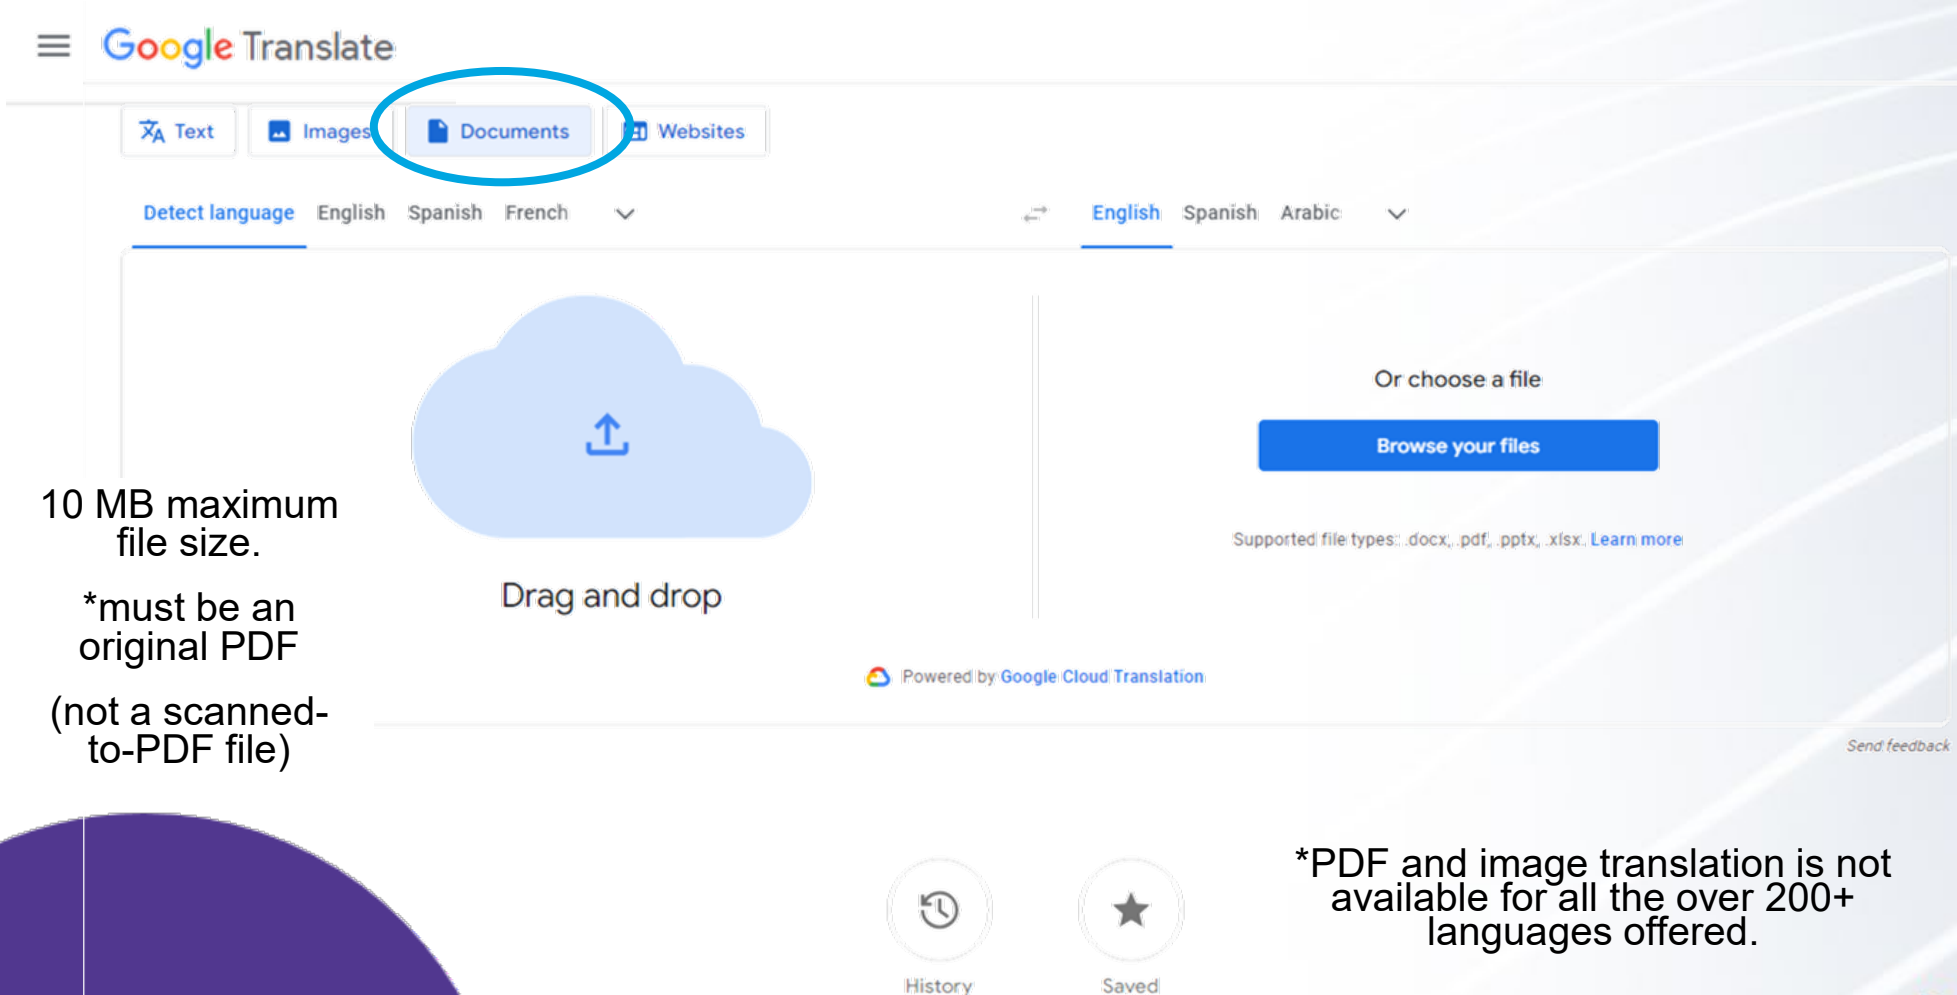 Google Translate
Text Images Documents Websites
Detect language English Spanish French English Spanish Arabic
Or choose a file
Browse your files
Supported file types: .docx, .pdf, .pptx, .xlsx. Learn more
Drag and drop
Powered by Google Cloud Translation
Send feedback
10 MB maximum
file size.
*must be an
original PDF
(not a scanned-
to-PDF file)
History Saved
*PDF and image translation is not
available for all the over 200+
languages offered.